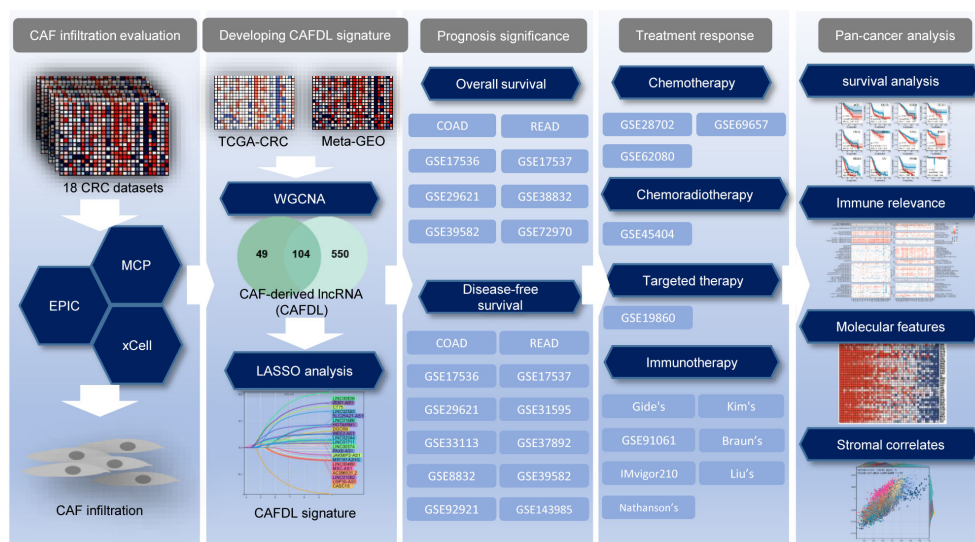 CAF infiltration evaluation
18 CRC datasets
MCP
EPIC
xCell
CAF infiltration
Developing CAFDL signature
TCGA-CRC
Meta-GEO
WGCNA
49
104
550
CAF-derived lncRNA
(CAFDL)
LASSO analysis
CAFDL signature
Prognosis significance
Overall survival
COAD
READ
GSE17536
GSE17537
GSE29621
GSE38832
GSE39582
GSE72970
Disease-free
survival
COAD
READ
GSE17536
GSE17537
GSE29621
GSE31595
GSE33113
GSE37892
GSE8832
GSE39582
GSE92921
GSE143985
Treatment response
Chemotherapy
GSE28702
GSE69657
GSE62080
Chemoradiotherapy
GSE45404
Targeted therapy
GSE19860
Immunotherapy
Gide's
Kim's
GSE91061
Braun's
IMvigor210
Liu's
Nathanson's
Pan-cancer analysis
survival analysis
Immune relevance
Molecular features
Stromal correlates